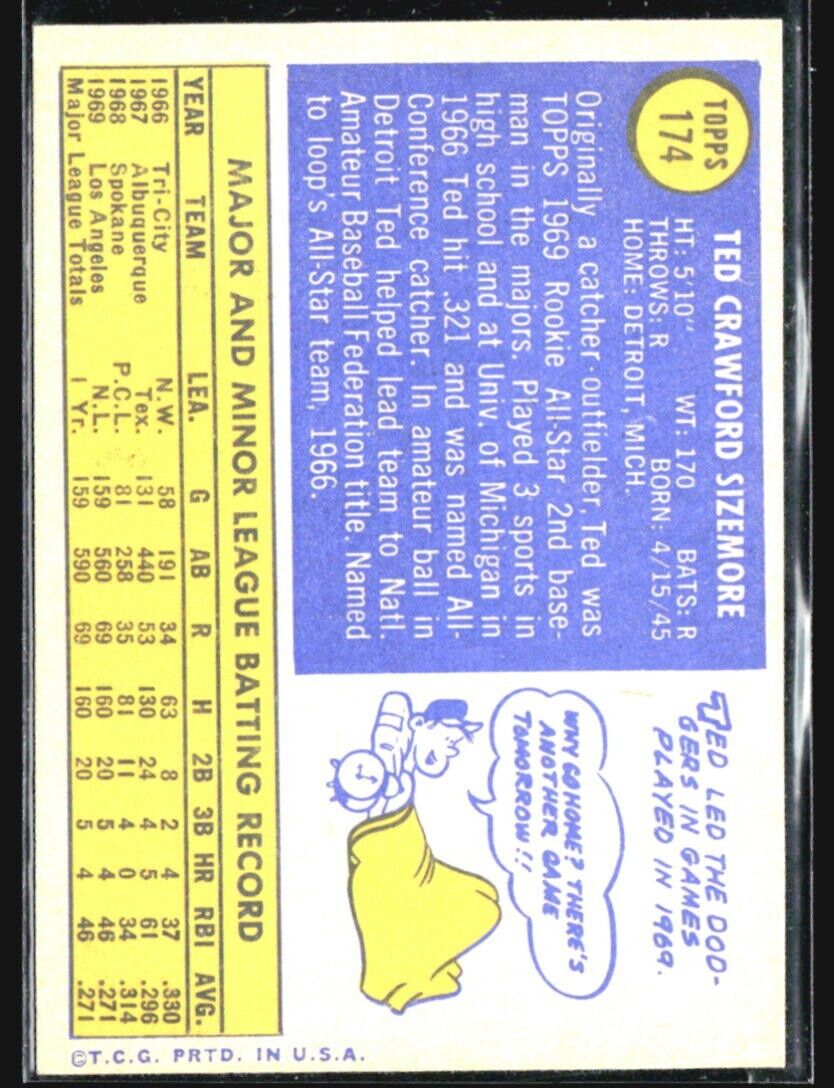 TOPPS
174
TED CRAWFORD SIZEMORE
HT: 5'10" WT: 170 BATS: R
THROWS: R BORN: 4/15/45
HOME: DETROIT, MICH.
Originally a catcher-outfielder, Ted was
TOPPS 1969 Rookie All-Star 2nd base-
man in the majors. Played 3 sports in
high school and at Univ. of Michigan in
1966 Ted hit .321 and was named All-
Conference catcher. In amateur ball in
Detroit Ted helped lead team to Natl.
Amateur Baseball Federation title. Named
to loop's All-Star team, 1966.
TED LED THE DOD-
GERS IN GAMES
PLAYED IN 1969.
WHY GO HOME? THERE'S
ANOTHER GAME
TOMORROW!!
MAJOR AND MINOR LEAGUE BATTING RECORD
YEAR TEAM LEA. G AB R H 2B 3B HR RBI AVG.
1966 Tri-City N.W. 58 191 34 63 8 2 4 37 .330
1967 Albuquerque Tex. 131 440 53 130 24 4 5 61 .296
1968 Spokane P.C.L. 81 258 35 81 11 4 0 34 .314
1969 Los Angeles N.L. 159 560 69 160 20 5 4 46 .271
Major League Totals 1 Yr. 159 590 69 160 20 5 4 46 .271
©T.C.G. PRTD. IN U.S.A.